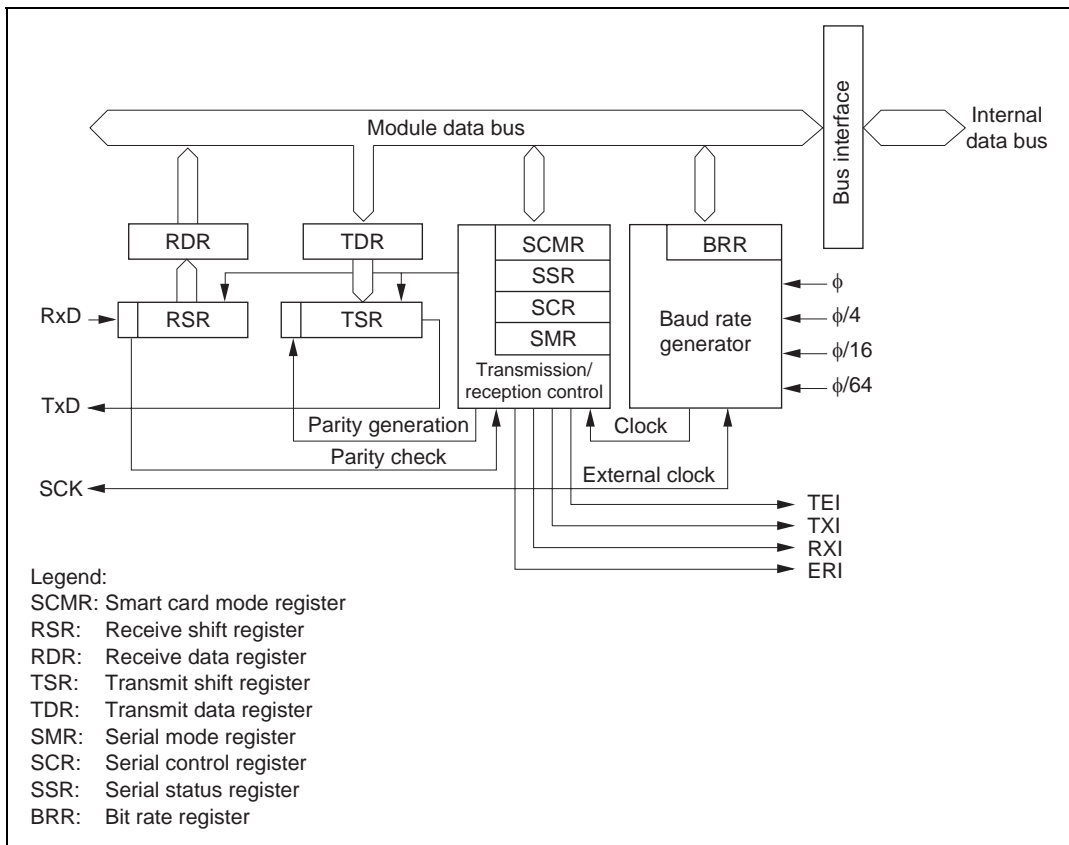 Module data bus
Bus interface
Internal
data bus
RDR
TDR
SCMR
SSR
SCR
SMR
Transmission/
reception control
BRR
Baud rate
generator
ϕ
ϕ/4
ϕ/16
ϕ/64
RxD
RSR
TSR
TxD
Parity generation
Parity check
Clock
External clock
SCK
TEI
TXI
RXI
ERI
Legend:
SCMR: Smart card mode register
RSR: Receive shift register
RDR: Receive data register
TSR: Transmit shift register
TDR: Transmit data register
SMR: Serial mode register
SCR: Serial control register
SSR: Serial status register
BRR: Bit rate register